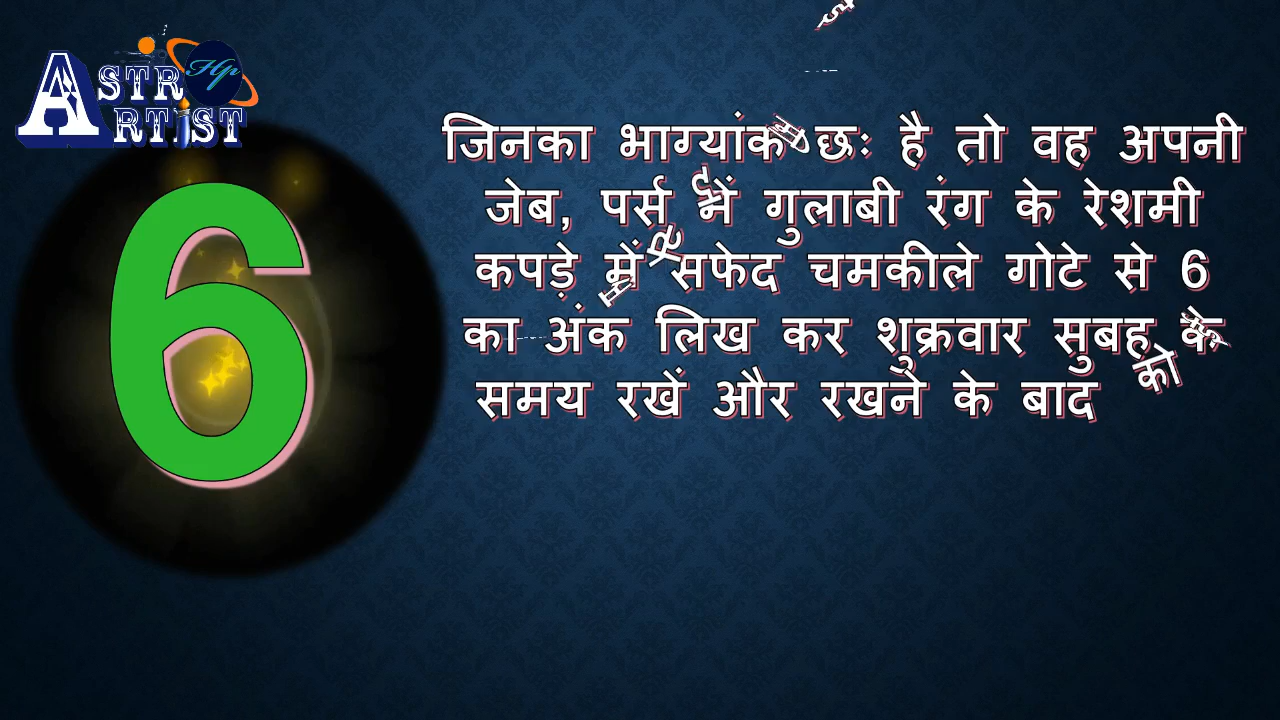 ASTRO ARTIST
Hp
6
जिनका भाग्यांक छः है तो वह अपनी
जेब, पर्स में गुलाबी रंग के रेशमी
कपड़े में सफेद चमकीले गोटे से 6
का अंक लिख कर शुक्रवार सुबह के
समय रखें और रखने के बाद को